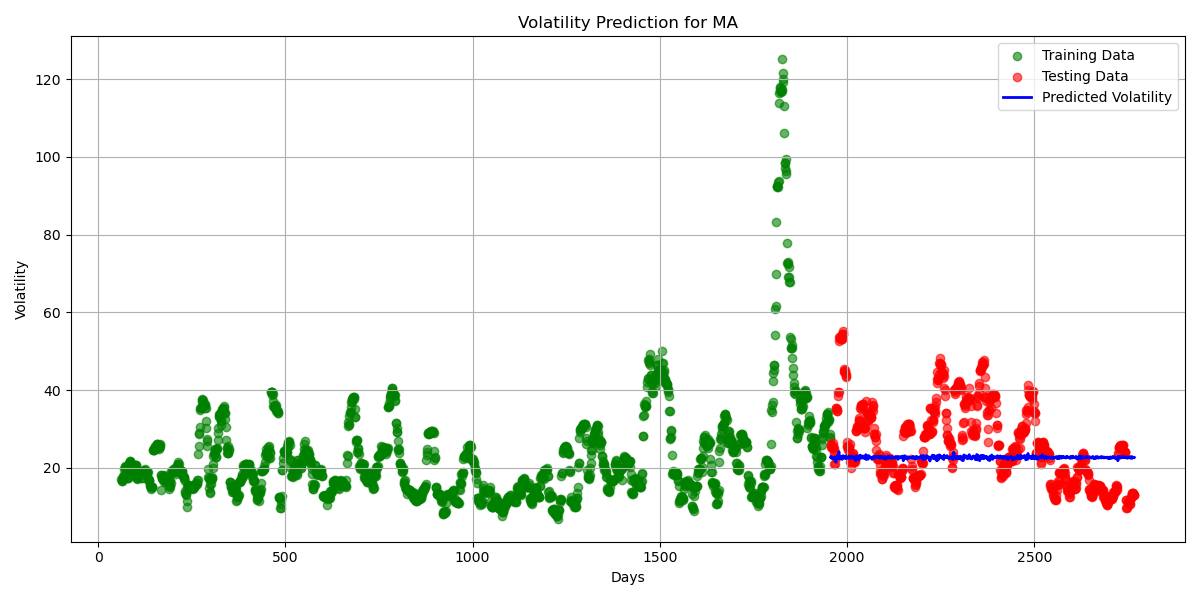 Volatility Prediction for MA
Training Data
Testing Data
Predicted Volatility
Volatility
120
100
80
60
40
20
0
500
1000
1500
2000
2500
Days